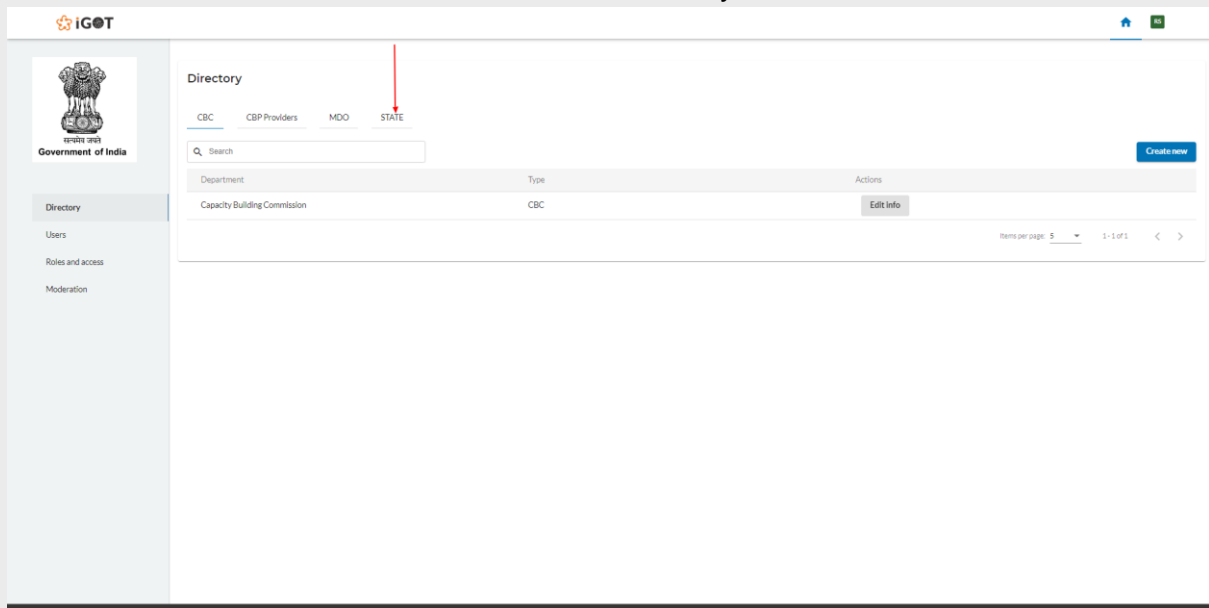 iGOT
RS
सत्यमेव जयते
Government of India
Directory
Users
Roles and access
Moderation
Directory
CBC CBP Providers MDO STATE
Search
Create new
Department Type Actions
Capacity Building Commission CBC Edit info
Items per page: 5 1 - 1 of 1